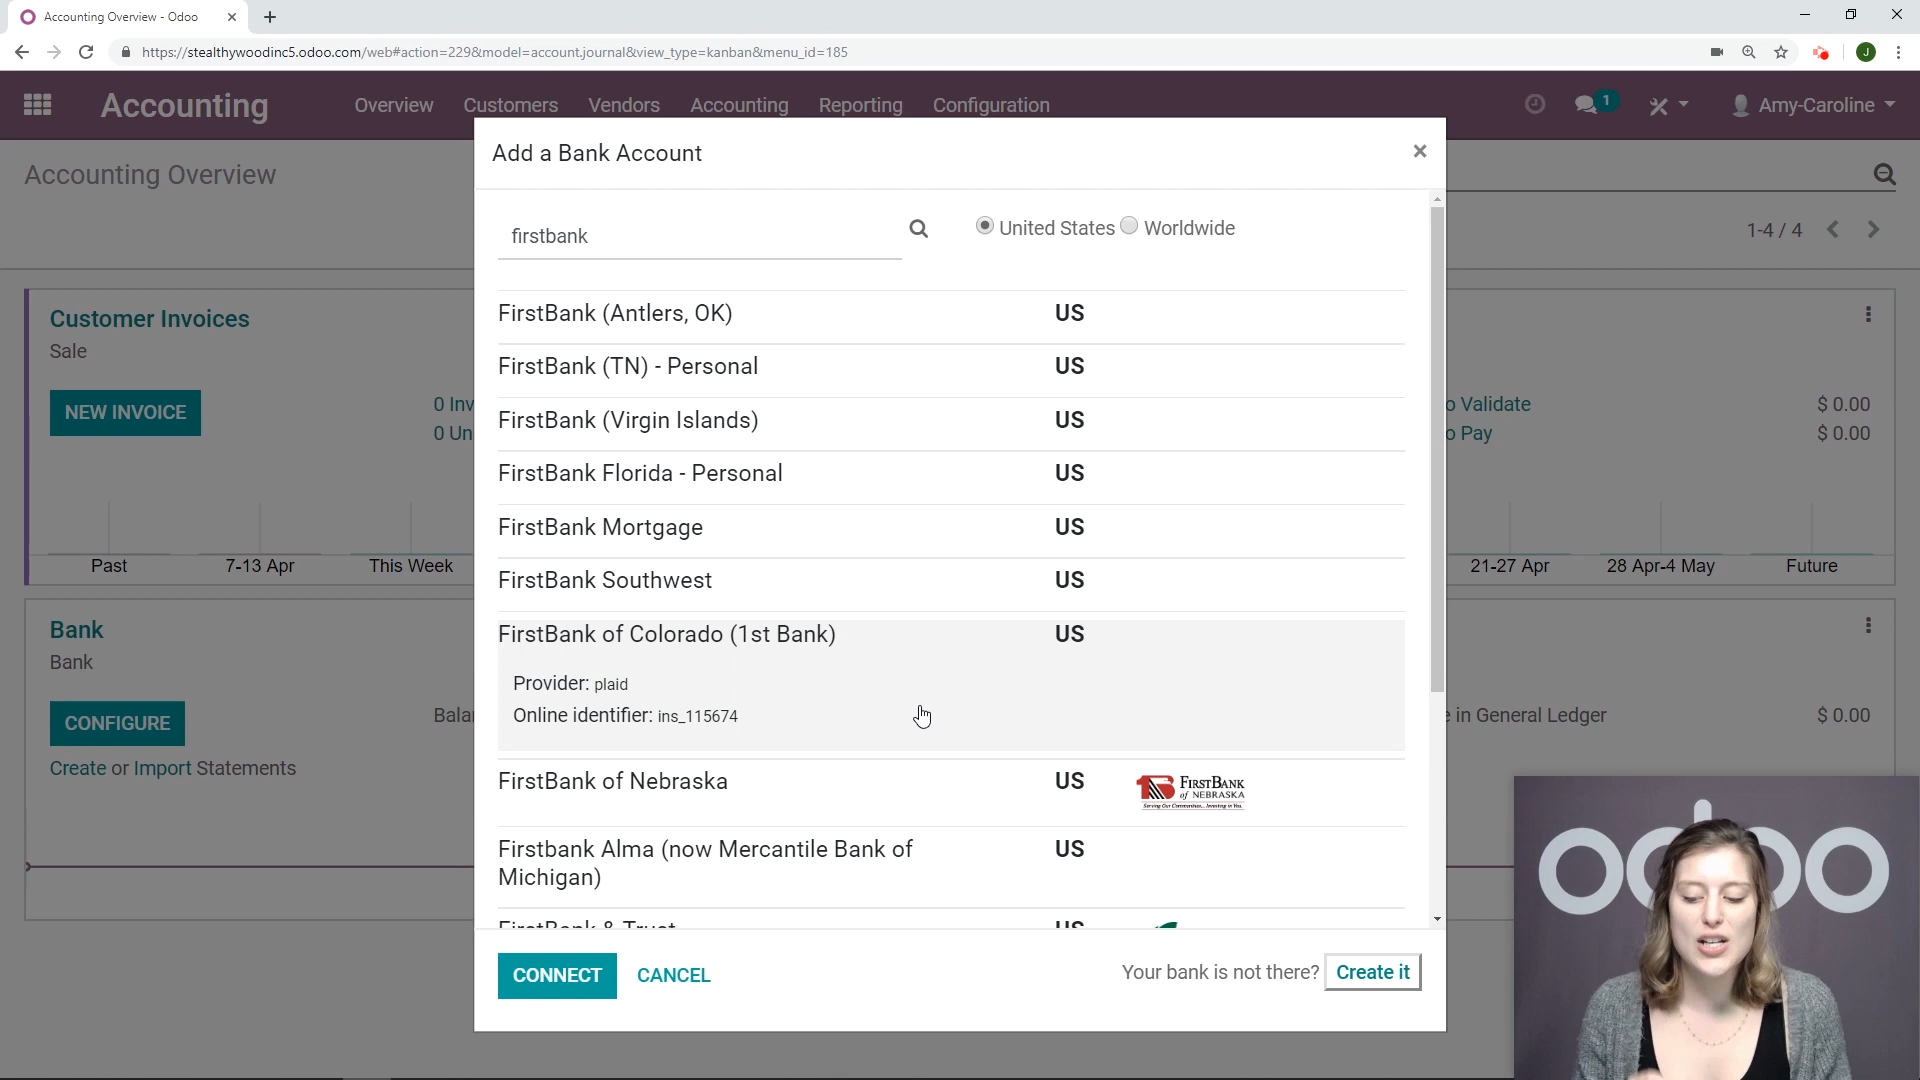 Accounting Overview - Odoo
https://stealthywoodinc5.odoo.com/web#action=229&model=account.journal&view_type=kanban&menu_id=185
J
Accounting
Overview
Customers
Vendors
Accounting
Reporting
Configuration
1
Amy-Caroline
Accounting Overview
1-4 / 4
Add a Bank Account
×
firstbank
United States
Worldwide
FirstBank (Antlers, OK) US
FirstBank (TN) - Personal US
FirstBank (Virgin Islands) US
FirstBank Florida - Personal US
FirstBank Mortgage US
FirstBank Southwest US
FirstBank of Colorado (1st Bank) US
Provider: plaid
Online identifier: ins_115674
FirstBank of Nebraska US
FIRSTBANK
of NEBRASKA
Serving Our Communities... Investing in You.
Firstbank Alma (now Mercantile Bank of US
Michigan)
FirstBank & Trust US
CONNECT
CANCEL
Your bank is not there? Create it
Customer Invoices
Sale
NEW INVOICE
0 Inv
0 Un
Past
7-13 Apr
This Week
o Validate $ 0.00
o Pay $ 0.00
21-27 Apr
28 Apr-4 May
Future
Bank
Bank
CONFIGURE
Balan
Create or Import Statements
e in General Ledger $ 0.00
odoo